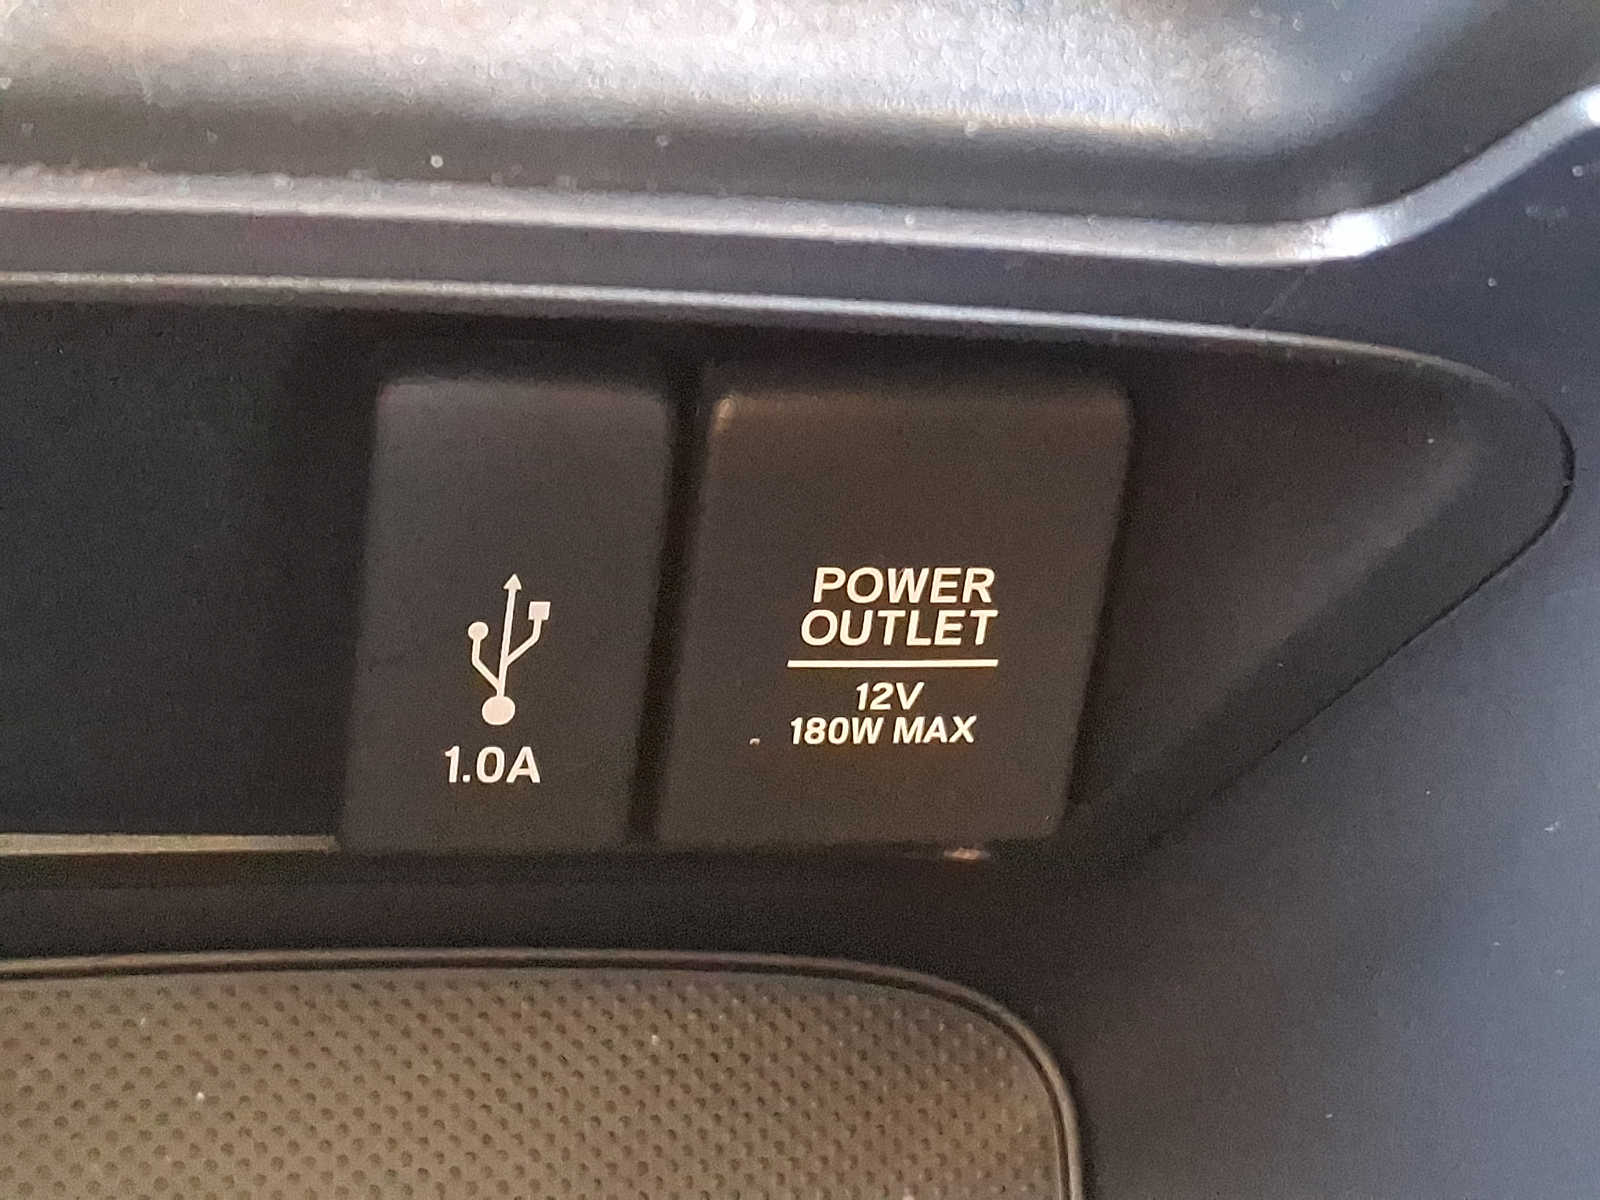 1.0A
POWER
OUTLET
12V
180W MAX